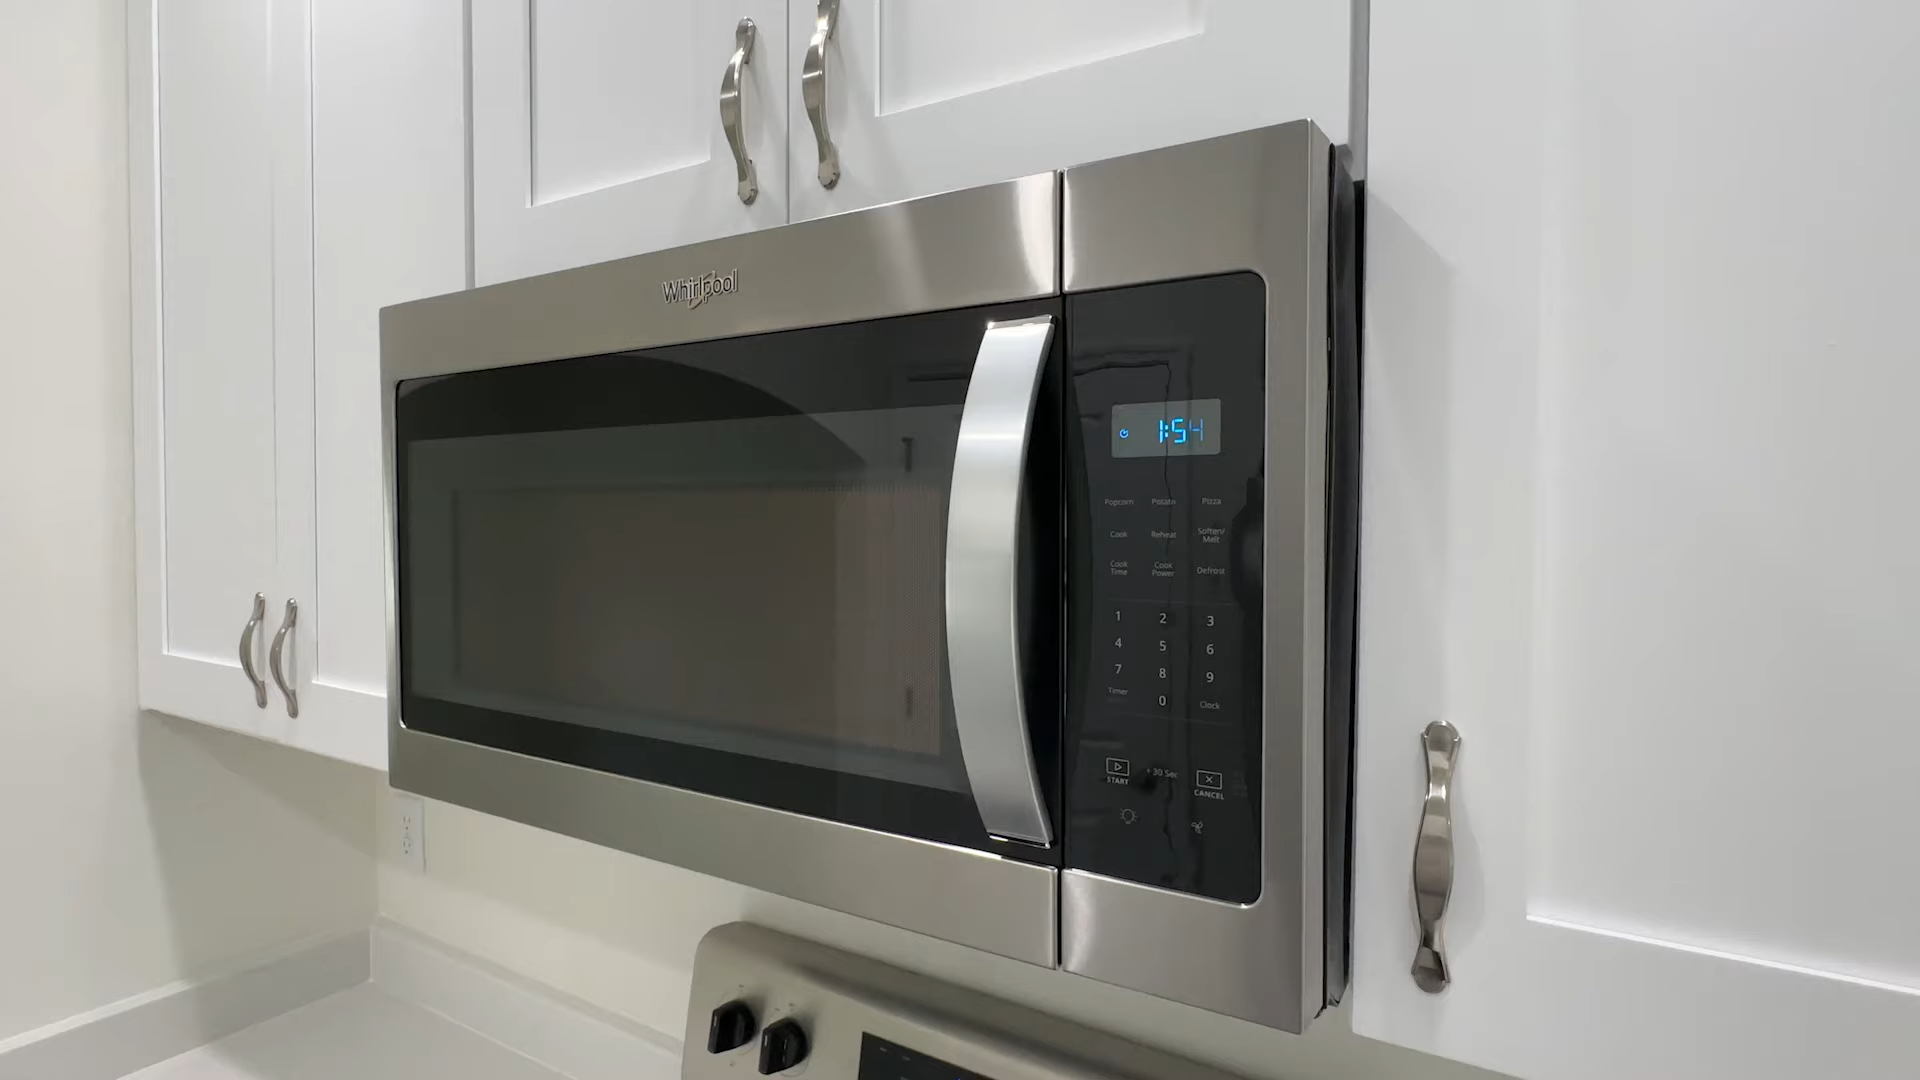 Whirlpool
1:54
Popcorn Potato Pizza
Cook Reheat Soften/
Melt
Cook
Time
Cook
Power
Defrost
1 2 3
4 5 6
7 8 9
Timer 0 Clock
START +30 Sec CANCEL